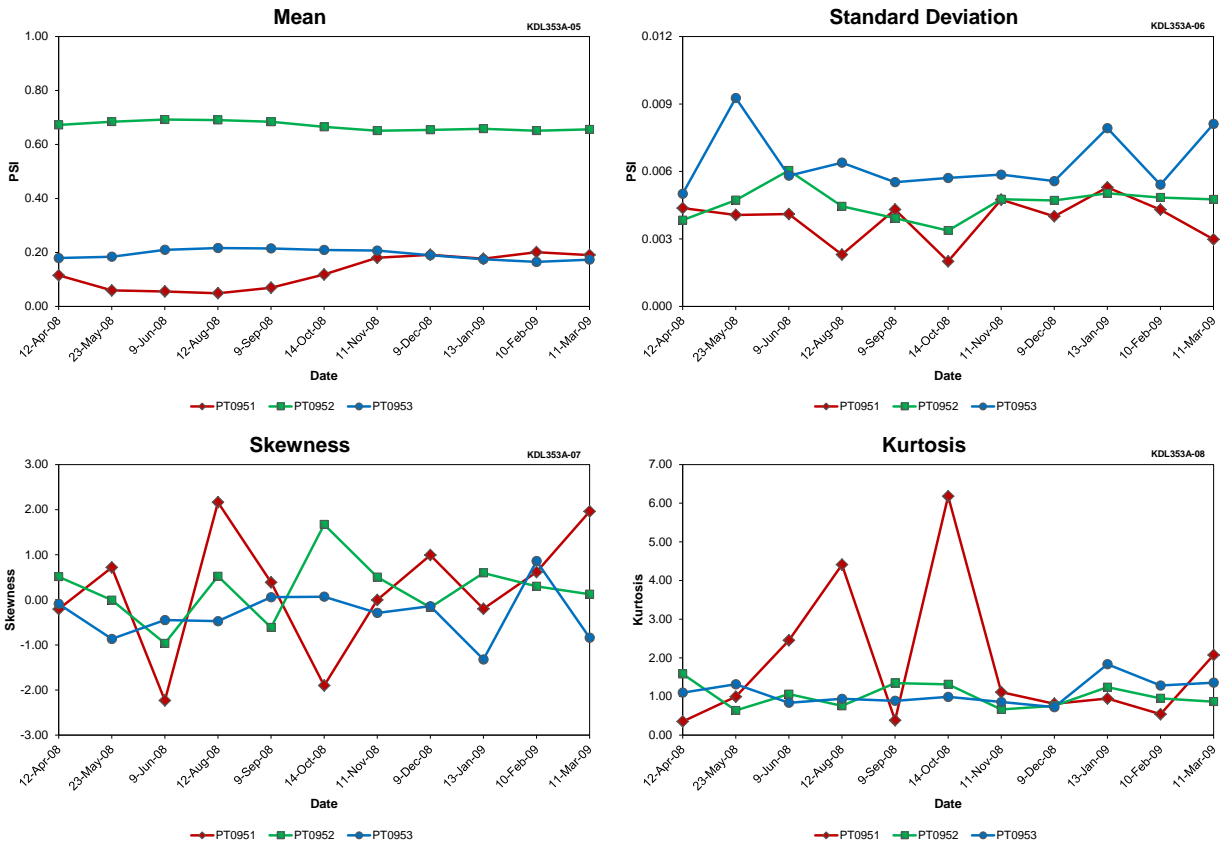 Mean
KDL353A-05
1.00
0.80
0.60
0.40
0.20
0.00
PSI
12-Apr-08
23-May-08
9-Jun-08
12-Aug-08
9-Sep-08
14-Oct-08
11-Nov-08
9-Dec-08
13-Jan-09
10-Feb-09
11-Mar-09
Date
PT0951 PT0952 PT0953
Standard Deviation
KDL353A-06
0.012
0.009
0.006
0.003
0.000
PSI
12-Apr-08
23-May-08
9-Jun-08
12-Aug-08
9-Sep-08
14-Oct-08
11-Nov-08
9-Dec-08
13-Jan-09
10-Feb-09
11-Mar-09
Date
PT0951 PT0952 PT0953
Skewness
KDL353A-07
3.00
2.00
1.00
0.00
-1.00
-2.00
-3.00
Skewness
12-Apr-08
23-May-08
9-Jun-08
12-Aug-08
9-Sep-08
14-Oct-08
11-Nov-08
9-Dec-08
13-Jan-09
10-Feb-09
11-Mar-09
Date
PT0951 PT0952 PT0953
Kurtosis
KDL353A-08
7.00
6.00
5.00
4.00
3.00
2.00
1.00
0.00
Kurtosis
12-Apr-08
23-May-08
9-Jun-08
12-Aug-08
9-Sep-08
14-Oct-08
11-Nov-08
9-Dec-08
13-Jan-09
10-Feb-09
11-Mar-09
Date
PT0951 PT0952 PT0953